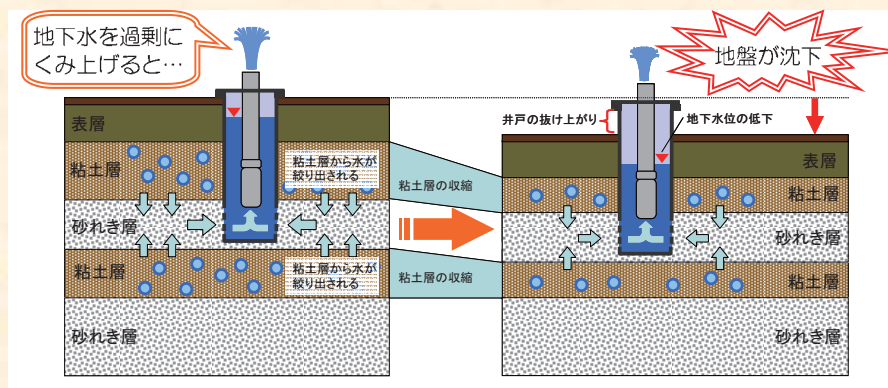 地下水を過剰に
くみ上げると…
地盤が沈下
井戸の抜け上がり
地下水位の低下
表層
粘土層
粘土層から水が
絞り出される
砂れき層
粘土層
粘土層から水が
絞り出される
砂れき層
粘土層の収縮
粘土層の収縮
表層
粘土層
砂れき層
粘土層
砂れき層